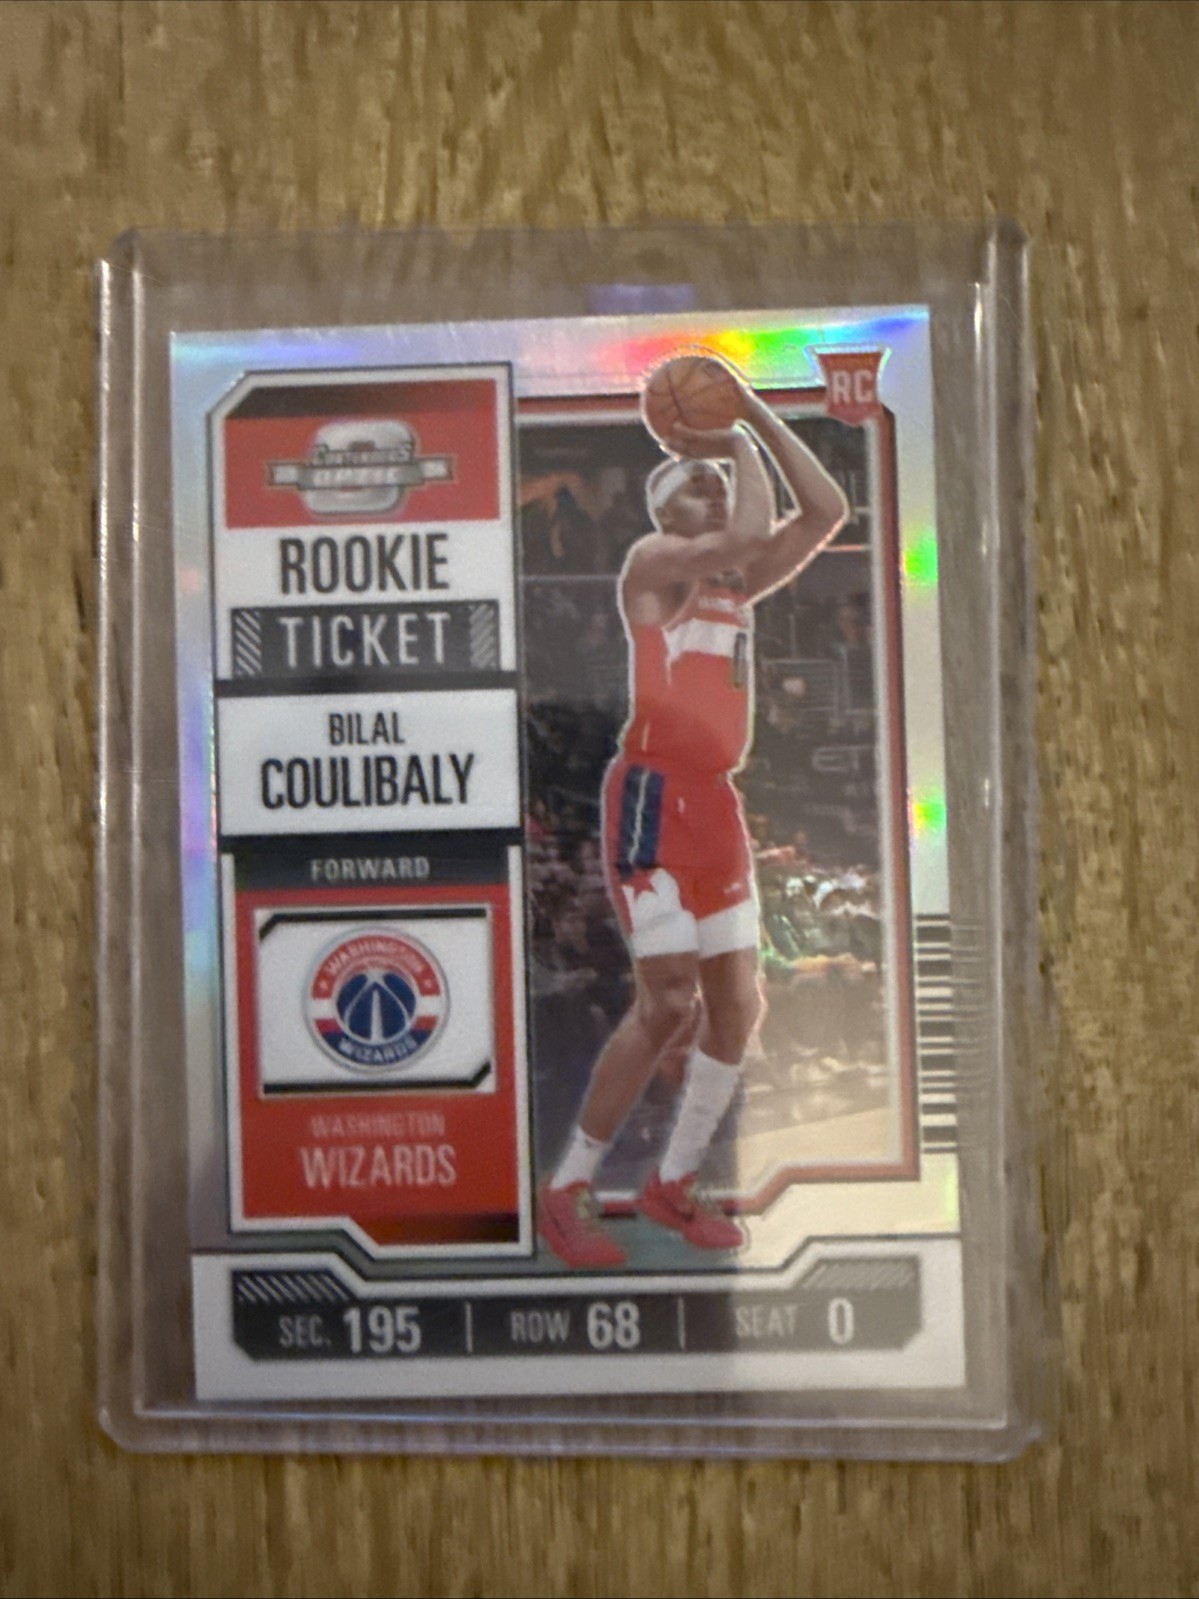 RC
CONTENDERS
OPTIC
ROOKIE
TICKET
BILAL
COULIBALY
FORWARD
WASHINGTON
WIZARDS
WASHINGTON
WIZARDS
SEC. 195 | ROW 68 | SEAT 0